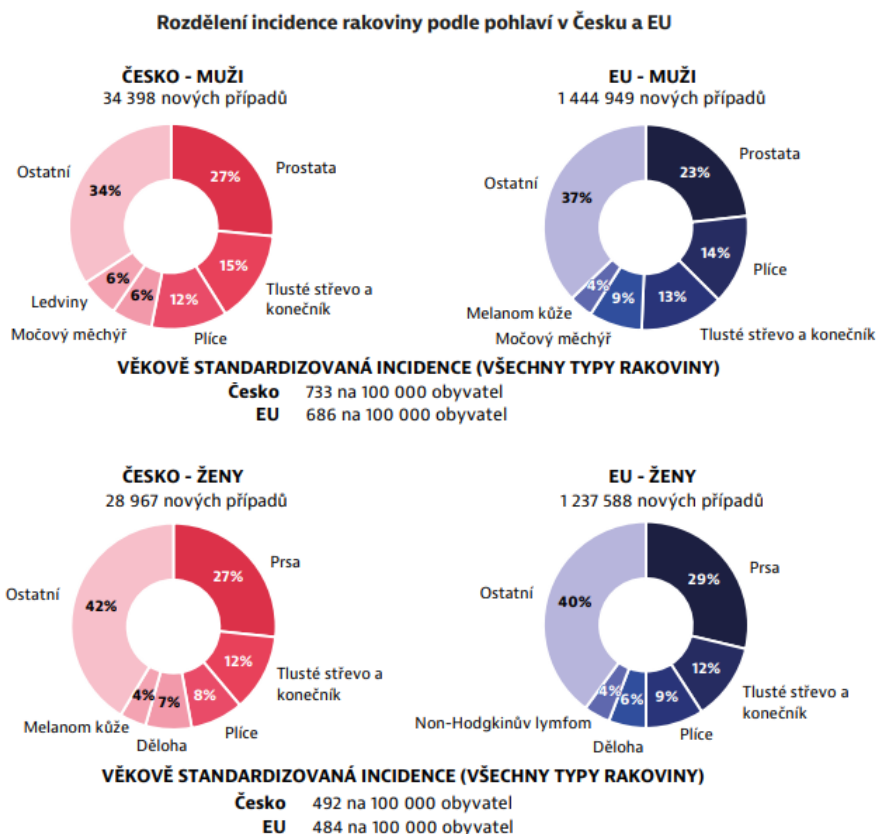 Rozdělení incidence rakoviny podle pohlaví v Česku a EU
ČESKO - MUŽI
34 398 nových případů
Ostatní
34%
27%
Prostata
15%
Tlusté střevo a
konečník
12%
Plíce
6%
Močový měchýř
6%
Ledviny
EU - MUŽI
1 444 949 nových případů
Ostatní
37%
23%
Prostata
14%
Plíce
13%
Tlusté střevo a konečník
9%
Močový měchýř
4%
Melanom kůže
VĚKOVĚ STANDARDIZOVANÁ INCIDENCE (VŠECHNY TYPY RAKOVINY)
Česko 733 na 100 000 obyvatel
EU 686 na 100 000 obyvatel
ČESKO - ŽENY
28 967 nových případů
Ostatní
42%
27%
Prsa
12%
Tlusté střevo a
konečník
8%
Plíce
7%
Děloha
4%
Melanom kůže
EU - ŽENY
1 237 588 nových případů
Ostatní
40%
29%
Prsa
12%
Tlusté střevo a
konečník
9%
Plíce
6%
Děloha
4%
Non-Hodgkinův lymfom
VĚKOVĚ STANDARDIZOVANÁ INCIDENCE (VŠECHNY TYPY RAKOVINY)
Česko 492 na 100 000 obyvatel
EU 484 na 100 000 obyvatel